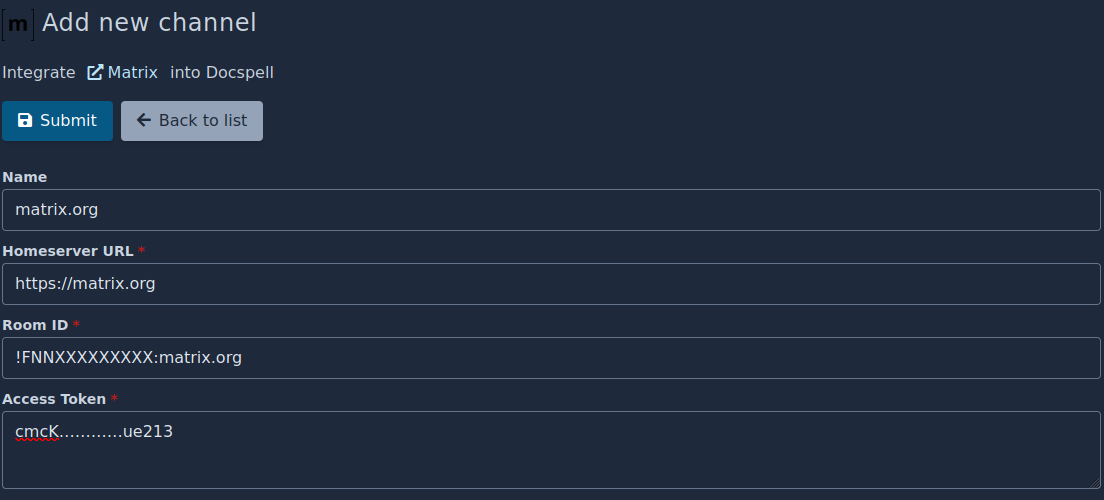 [m] Add new channel
Integrate Matrix into Docspell
Submit Back to list
Name
matrix.org
Homeserver URL *
https://matrix.org
Room ID *
!FNNXXXXXXXXX:matrix.org
Access Token *
cmcK............ue213